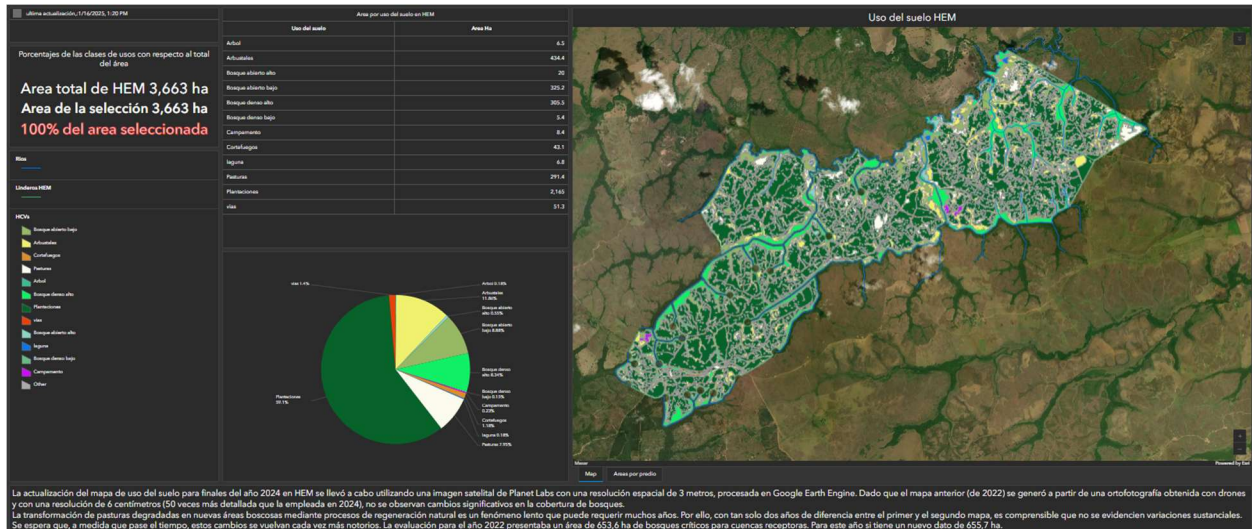 ultima actualización,:1/16/2025, 1:20 PM
Porcentajes de las clases de usos con respecto al total
del área
Area total de HEM 3,663 ha
Area de la selección 3,663 ha
100% del area seleccionada
Rios
Linderos HEM
HCVs
Bosque abierto bajo
Arbustales
Cortafuegos
Pasturas
Arbol
Bosque denso alto
Plantaciones
vias
Bosque abierto alto
laguna
Bosque denso bajo
Campamento
Other
Area por uso del suelo en HEM
Uso del suelo Area Ha
Arbol 6.5
Arbustales 434.4
Bosque abierto alto 20
Bosque abierto bajo 325.2
Bosque denso alto 305.5
Bosque denso bajo 5.4
Campamento 8.4
Cortafuegos 43.1
laguna 6.8
Pasturas 291.4
Plantaciones 2,165
vias 51.3
vias 1.4%
Arbol 0.18%
Arbustales
11.86%
Bosque abierto
alto 0.55%
Bosque abierto
bajo 8.88%
Bosque denso
alto 8.34%
Bosque denso
bajo 0.15%
Campamento
0.23%
Cortafuegos
1.18%
laguna 0.18%
Pasturas 7.95%
Plantaciones
59.1%
Uso del suelo HEM
Maxar
Powered by Esri
Map Areas por predio
La actualización del mapa de uso del suelo para finales del año 2024 en HEM se llevó a cabo utilizando una imagen satelital de Planet Labs con una resolución espacial de 3 metros, procesada en Google Earth Engine. Dado que el mapa anterior (de 2022) se generó a partir de una ortofotografía obtenida con drones
y con una resolución de 6 centímetros (50 veces más detallada que la empleada en 2024), no se observan cambios significativos en la cobertura de bosques.
La transformación de pasturas degradadas en nuevas áreas boscosas mediante procesos de regeneración natural es un fenómeno lento que puede requerir muchos años. Por ello, con tan solo dos años de diferencia entre el primer y el segundo mapa, es comprensible que no se evidencien variaciones sustanciales.
Se espera que, a medida que pase el tiempo, estos cambios se vuelvan cada vez más notorios. La evaluación para el año 2022 presentaba un área de 653,6 ha de bosques críticos para cuencas receptoras. Para este año si tiene un nuevo dato de 655,7 ha.